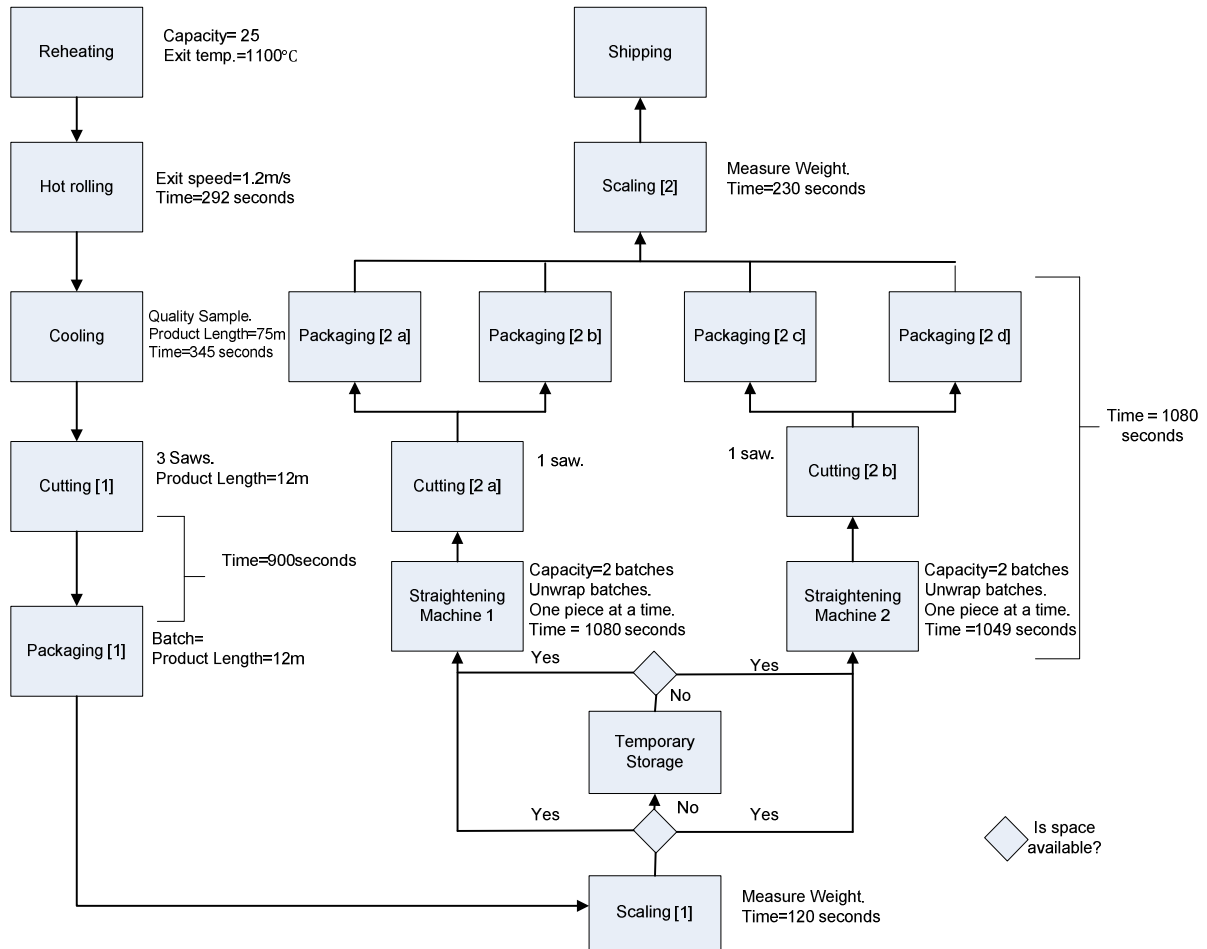 Reheating
Capacity= 25
Exit temp.=1100°C
Hot rolling
Exit speed=1.2m/s
Time=292 seconds
Cooling
Quality Sample.
Product Length=75m
Time=345 seconds
Cutting [1]
3 Saws.
Product Length=12m
Time=900seconds
Packaging [1]
Batch=
Product Length=12m
Scaling [1]
Measure Weight.
Time=120 seconds
Is space
available?
Yes
No
Yes
Temporary
Storage
No
Yes
Yes
Straightening
Machine 1
Capacity=2 batches
Unwrap batches.
One piece at a time.
Time = 1080 seconds
Straightening
Machine 2
Capacity=2 batches
Unwrap batches.
One piece at a time.
Time =1049 seconds
Cutting [2 a]
1 saw.
1 saw.
Cutting [2 b]
Time = 1080
seconds
Packaging [2 a]
Packaging [2 b]
Packaging [2 c]
Packaging [2 d]
Scaling [2]
Measure Weight.
Time=230 seconds
Shipping